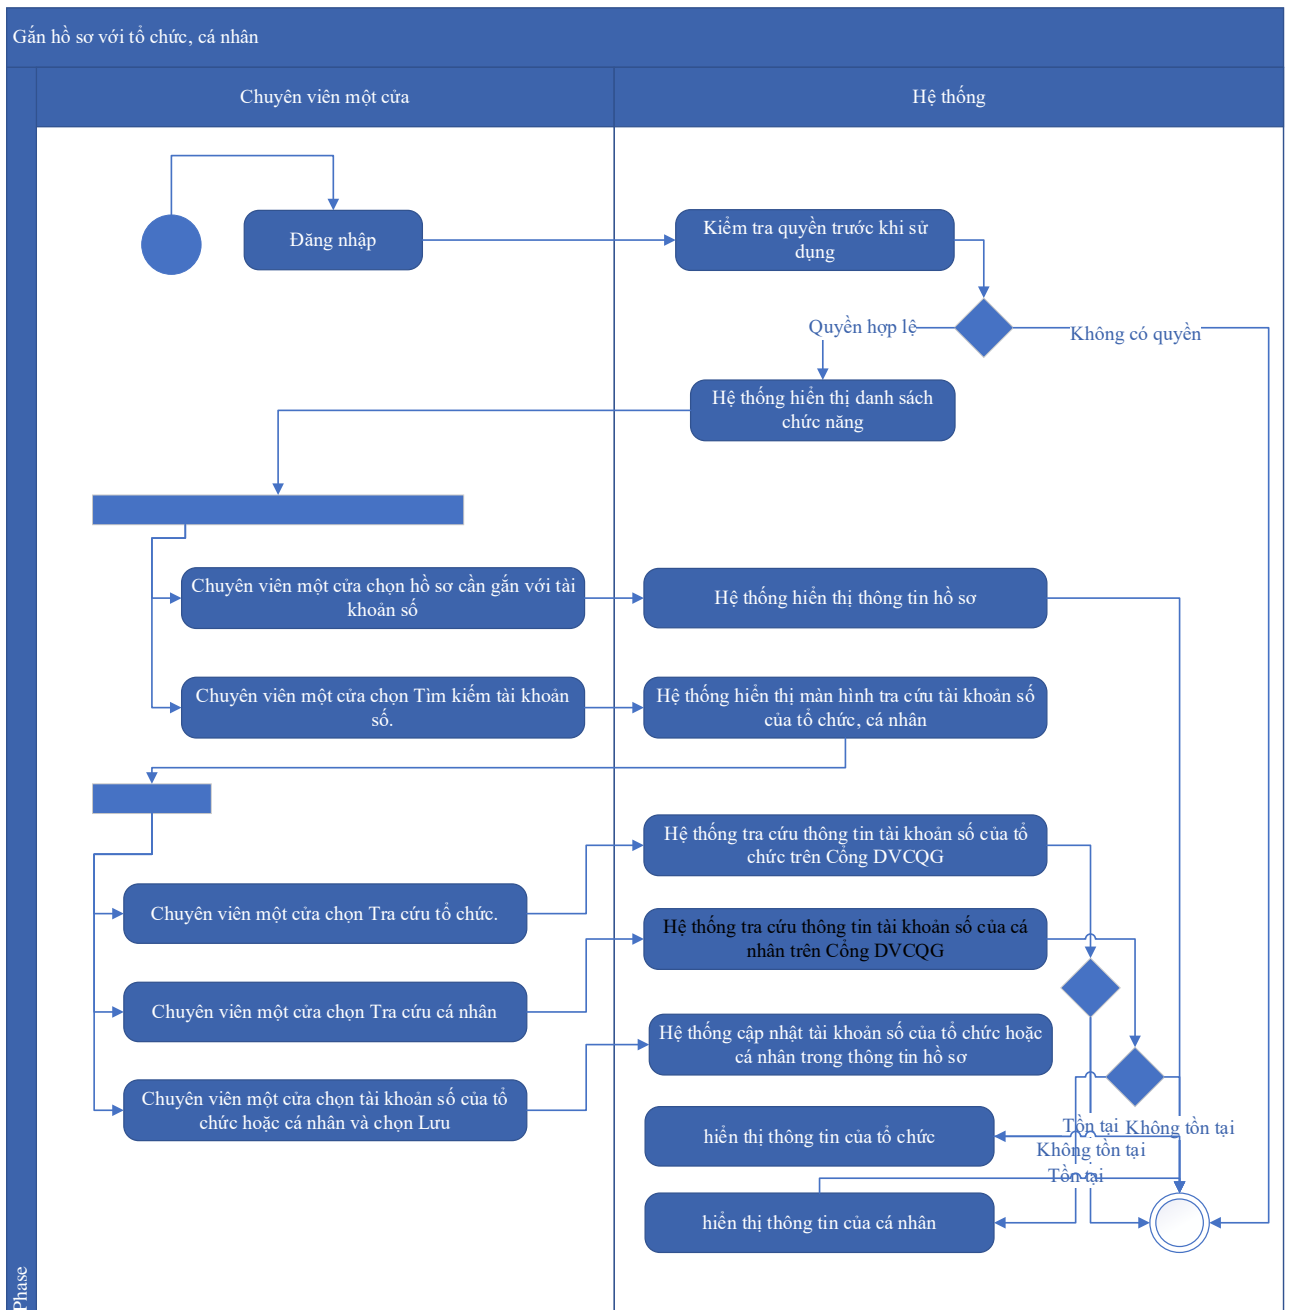 Gắn hồ sơ với tổ chức, cá nhân
Chuyên viên một cửa
Hệ thống
Đăng nhập
Kiểm tra quyền trước khi sử
dụng
Quyền hợp lệ
Không có quyền
Hệ thống hiển thị danh sách
chức năng
Chuyên viên một cửa chọn hồ sơ cần gắn với tài
khoản số
Hệ thống hiển thị thông tin hồ sơ
Chuyên viên một cửa chọn Tìm kiếm tài khoản
số.
Hệ thống hiển thị màn hình tra cứu tài khoản số
của tổ chức, cá nhân
Hệ thống tra cứu thông tin tài khoản số của tổ
chức trên Cổng DVCQG
Chuyên viên một cửa chọn Tra cứu tổ chức.
Hệ thống tra cứu thông tin tài khoản số của cá
nhân trên Cổng DVCQG
Chuyên viên một cửa chọn Tra cứu cá nhân
Hệ thống cập nhật tài khoản số của tổ chức hoặc
cá nhân trong thông tin hồ sơ
Chuyên viên một cửa chọn tài khoản số của tổ
chức hoặc cá nhân và chọn Lưu
Tồn tại
Không tồn tại
hiển thị thông tin của tổ chức
Không tồn tại
Tồn tại
hiển thị thông tin của cá nhân
Phase